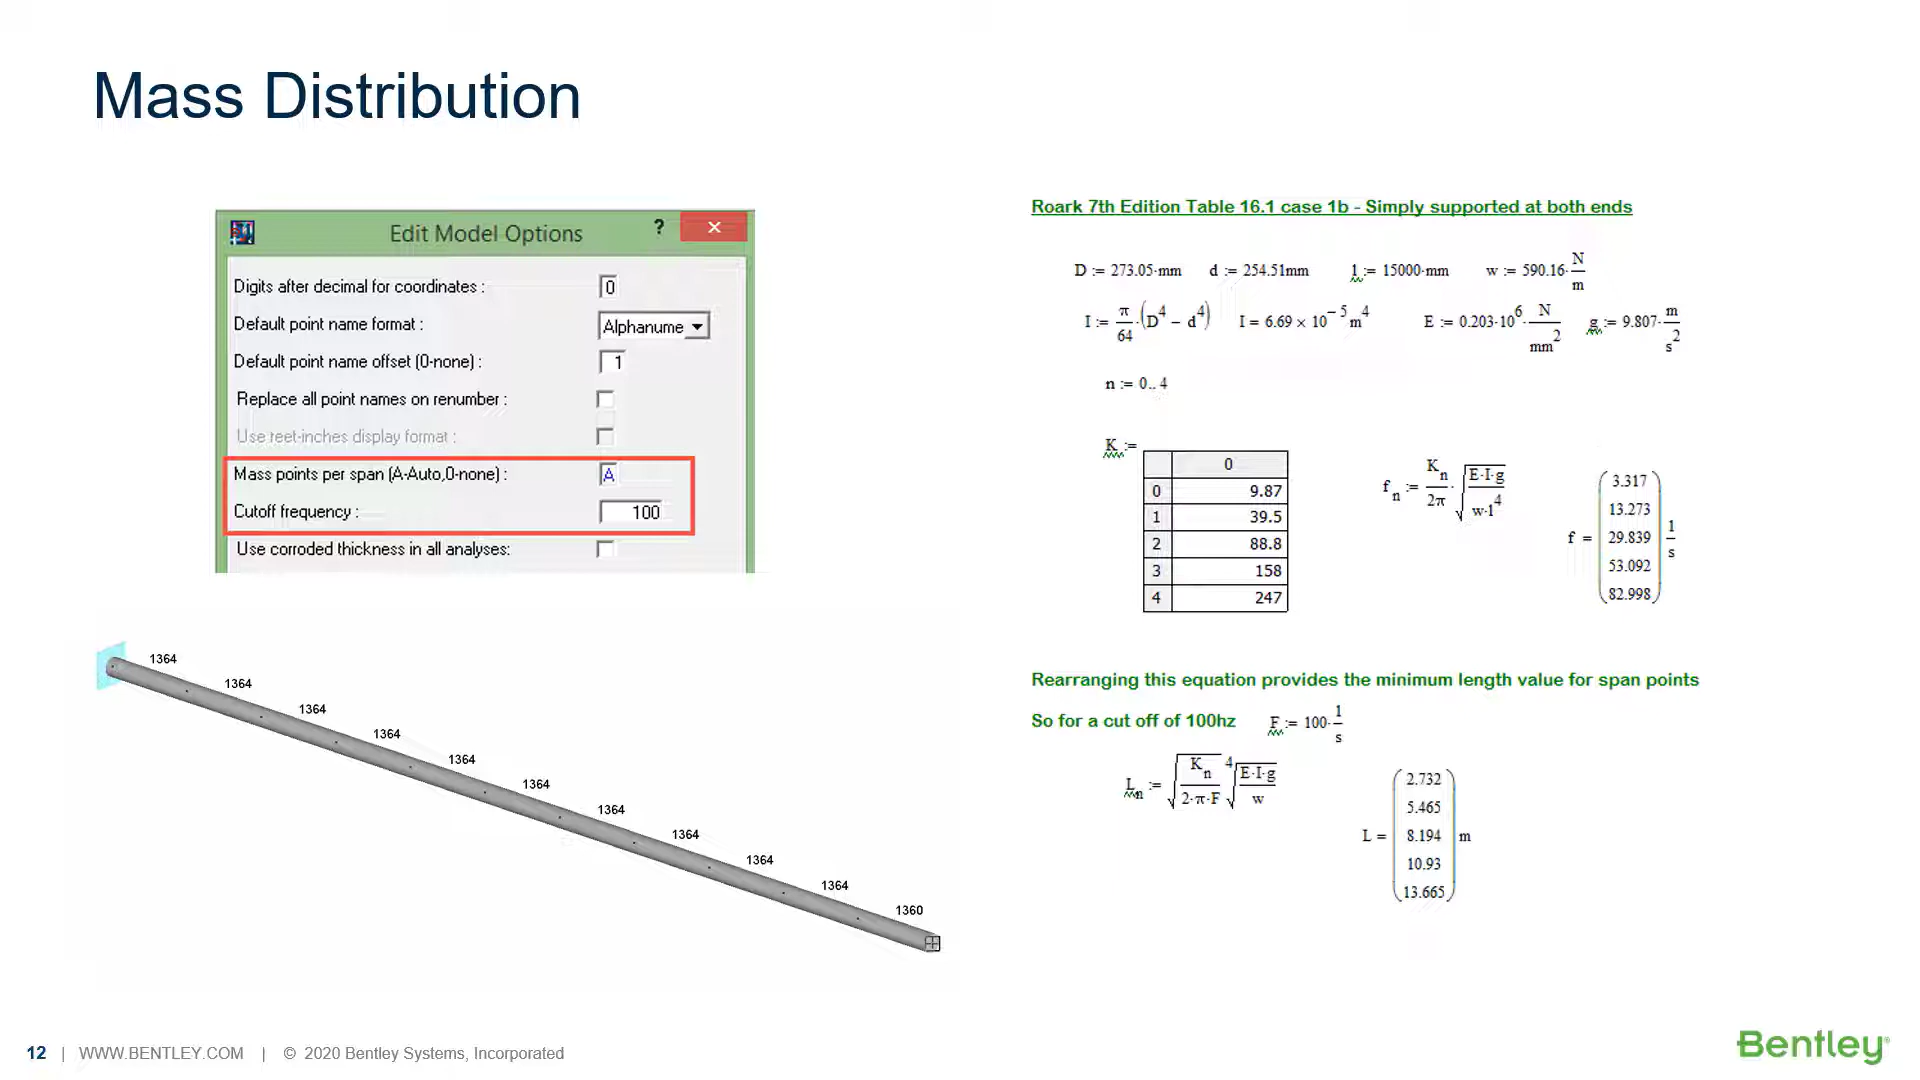 Mass Distribution
Edit Model Options
?
Digits after decimal for coordinates : 0
Default point name format : Alphanume
Default point name offset (0-none) : 1
Replace all point names on renumber :
Use feet-inches display format :
Mass points per span (A-Auto,0-none) : A
Cutoff frequency : 100
Use corroded thickness in all analyses:
1364
1364
1364
1364
1364
1364
1364
1364
1364
1364
1360
Roark 7th Edition Table 16.1 case 1b - Simply supported at both ends
D := 273.05·mm d := 254.51mm l := 15000·mm w := 590.16·N/m
I := π/64·(D^4 − d^4) I = 6.69 × 10^−5 m^4 E := 0.203·10^6·N/mm^2 g := 9.807·m/s^2
n := 0.. 4
K :=
0
0 9.87
1 39.5
2 88.8
3 158
4 247
f_n := K_n/2π·√(E·I·g/w·l^4)
f = (3.317 13.273 29.839 53.092 82.998) 1/s
Rearranging this equation provides the minimum length value for span points
So for a cut off of 100hz F := 100·1/s
L_n := √(K_n/2·π·F) ∜(E·I·g/w)
L = (2.732 5.465 8.194 10.93 13.665) m
12 | WWW.BENTLEY.COM | © 2020 Bentley Systems, Incorporated
Bentley®